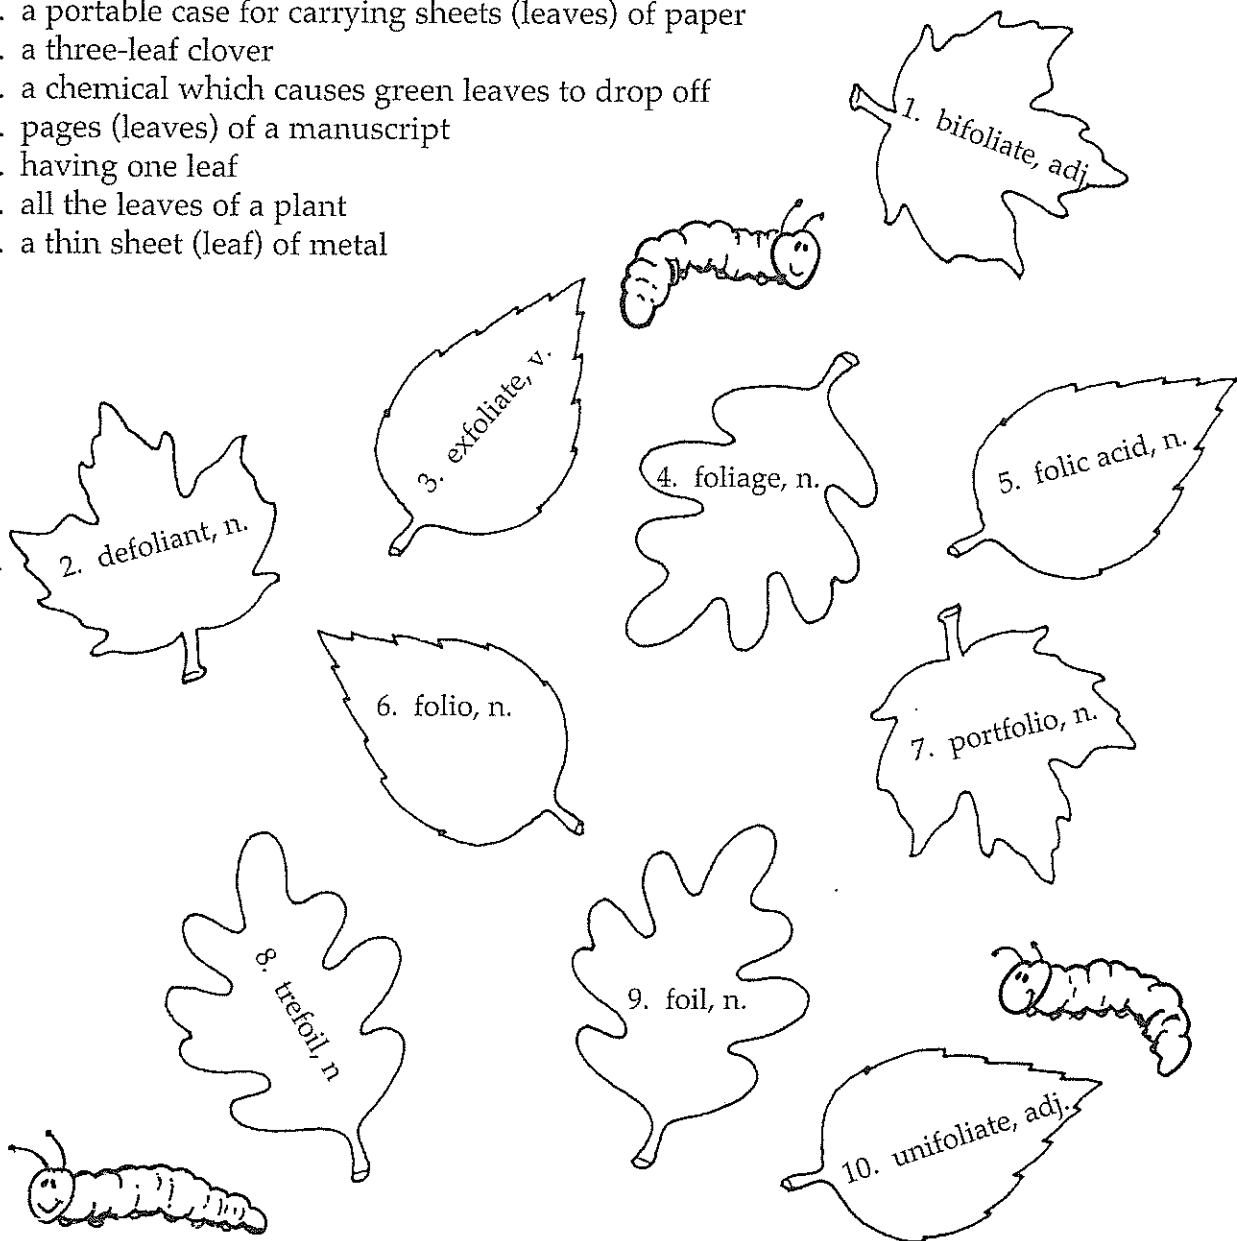 . a portable case for carrying sheets (leaves) of paper
. a three-leaf clover
. a chemical which causes green leaves to drop off
. pages (leaves) of a manuscript
. having one leaf
. all the leaves of a plant
. a thin sheet (leaf) of metal
1. bifoliate, adj.
2. defoliant, n.
3. exfoliate, v.
4. foliage, n.
5. folic acid, n.
6. folio, n.
7. portfolio, n.
8. trefoil, n
9. foil, n.
10. unifoliate, adj.